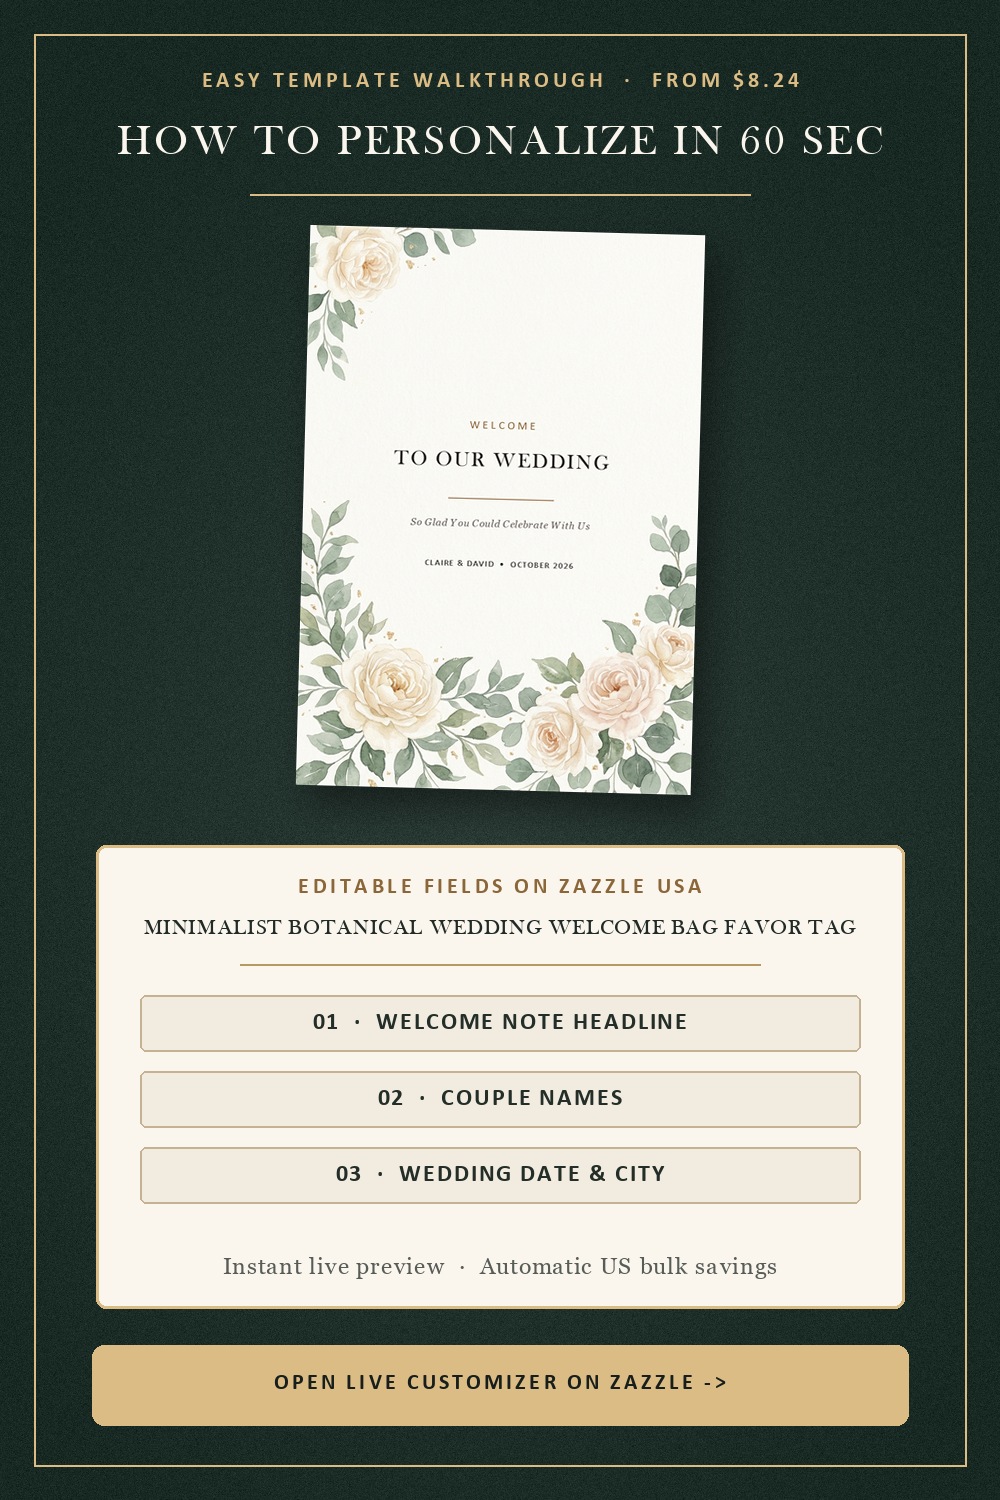 EASY TEMPLATE WALKTHROUGH · FROM $8.24
HOW TO PERSONALIZE IN 60 SEC
WELCOME
TO OUR WEDDING
So Glad You Could Celebrate With Us
CLAIRE & DAVID • OCTOBER 2026
EDITABLE FIELDS ON ZAZZLE USA
MINIMALIST BOTANICAL WEDDING WELCOME BAG FAVOR TAG
01 · WELCOME NOTE HEADLINE
02 · COUPLE NAMES
03 · WEDDING DATE & CITY
Instant live preview · Automatic US bulk savings
OPEN LIVE CUSTOMIZER ON ZAZZLE ->